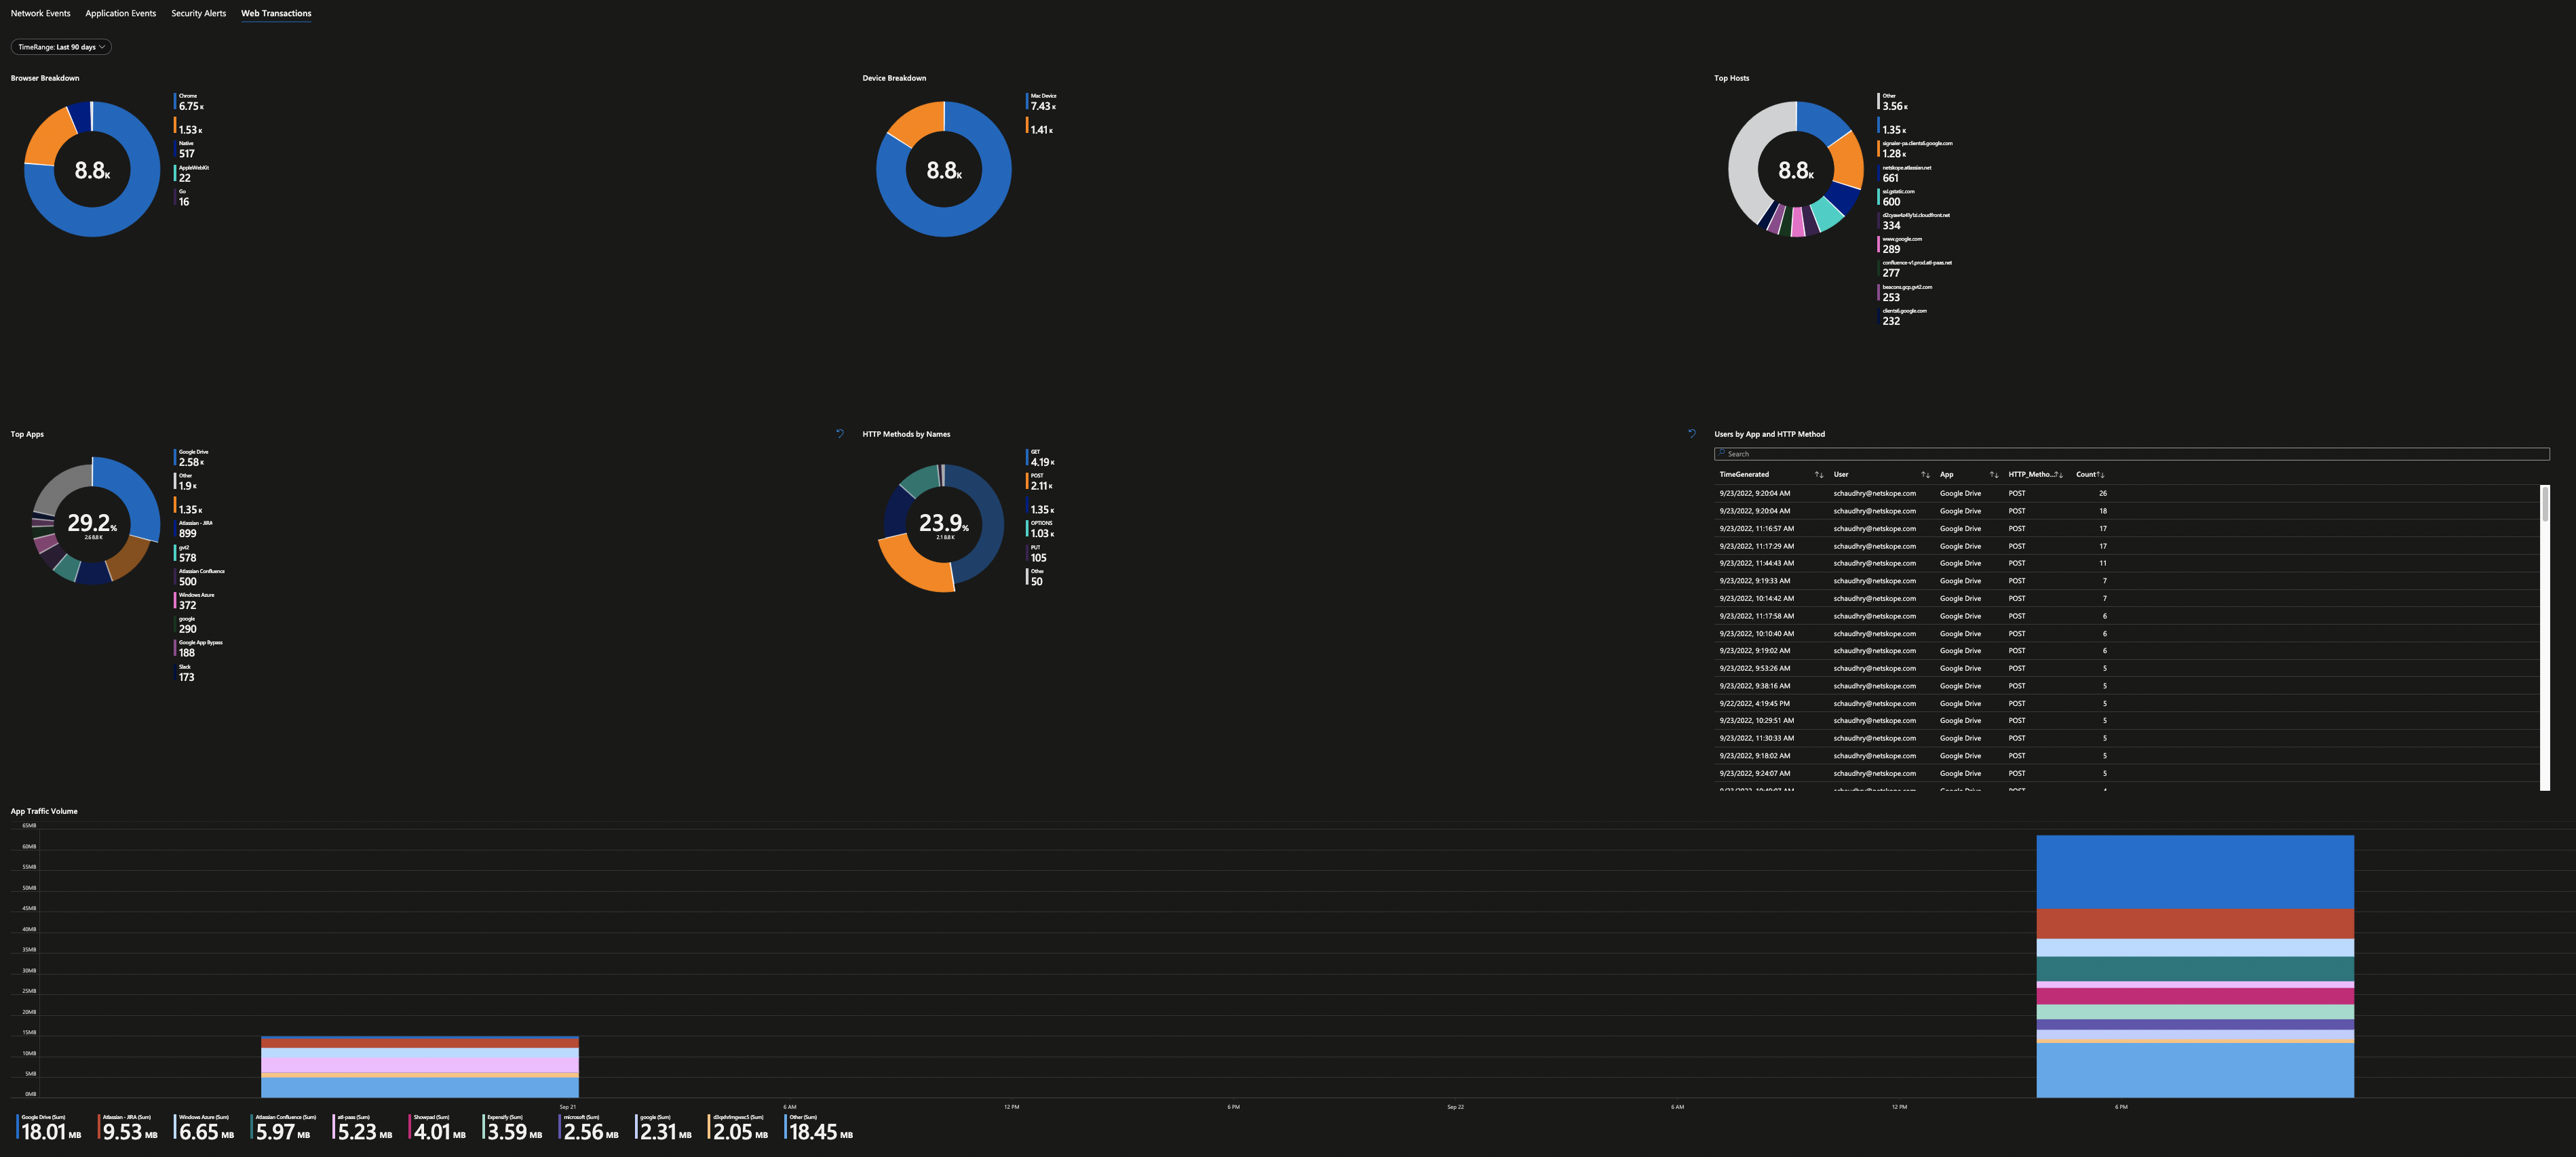 Network Events Application Events Security Alerts Web Transactions
TimeRange: Last 90 days
Browser Breakdown
8.8K
Chrome
6.75 K
1.53 K
Native
517
AppleWebKit
22
Gu
16
Device Breakdown
8.8K
Mac Device
7.43 K
1.41 K
Top Hosts
8.8K
Other
3.56 K
1.35 K
signaler-pa.clients6.google.com
1.28 K
netskope.atlassian.net
661
ssl.gstatic.com
600
334
www.google.com
289
confluence-v1.prod.atl-paas.net
277
beacons.gcp.gvt2.com
253
clients6.google.com
232
Top Apps
29.2%
2.6 8.8 K
Google Drive
2.58 K
Other
1.9 K
1.35 K
Atlassian - JIRA
899
gvt2
578
Atlassian Confluence
500
Windows Azure
372
google
290
Google App Bypass
188
Slack
173
HTTP Methods by Names
23.9%
2.1 8.8 K
GET
4.19 K
POST
2.11 K
1.35 K
OPTIONS
1.03 K
PUT
105
Other
50
Users by App and HTTP Method
Search
TimeGenerated User App HTTP_Metho... Count
9/23/2022, 9:20:04 AM schaudhry@netskope.com Google Drive POST 26
9/23/2022, 9:20:04 AM schaudhry@netskope.com Google Drive POST 18
9/23/2022, 11:16:57 AM schaudhry@netskope.com Google Drive POST 17
9/23/2022, 11:17:29 AM schaudhry@netskope.com Google Drive POST 17
9/23/2022, 11:44:43 AM schaudhry@netskope.com Google Drive POST 11
9/23/2022, 9:19:33 AM schaudhry@netskope.com Google Drive POST 7
9/23/2022, 10:14:42 AM schaudhry@netskope.com Google Drive POST 7
9/23/2022, 11:17:58 AM schaudhry@netskope.com Google Drive POST 6
9/23/2022, 10:10:40 AM schaudhry@netskope.com Google Drive POST 6
9/23/2022, 9:19:02 AM schaudhry@netskope.com Google Drive POST 6
9/23/2022, 9:53:26 AM schaudhry@netskope.com Google Drive POST 5
9/23/2022, 9:38:16 AM schaudhry@netskope.com Google Drive POST 5
9/22/2022, 4:19:45 PM schaudhry@netskope.com Google Drive POST 5
9/23/2022, 10:29:51 AM schaudhry@netskope.com Google Drive POST 5
9/23/2022, 11:30:33 AM schaudhry@netskope.com Google Drive POST 5
9/23/2022, 9:18:02 AM schaudhry@netskope.com Google Drive POST 5
9/23/2022, 9:24:07 AM schaudhry@netskope.com Google Drive POST 5
App Traffic Volume
65MB
60MB
55MB
50MB
45MB
40MB
35MB
30MB
25MB
20MB
15MB
10MB
5MB
0MB
Sep 21 6 AM 12 PM 6 PM Sep 22 6 AM 12 PM 6 PM
Google Drive (Sum)
18.01 MB
Atlassian - JIRA (Sum)
9.53 MB
Windows Azure (Sum)
6.65 MB
Atlassian Confluence (Sum)
5.97 MB
atl-paas (Sum)
5.23 MB
Showpad (Sum)
4.01 MB
Expensify (Sum)
3.59 MB
microsoft (Sum)
2.56 MB
google (Sum)
2.31 MB
(Sum)
2.05 MB
Other (Sum)
18.45 MB